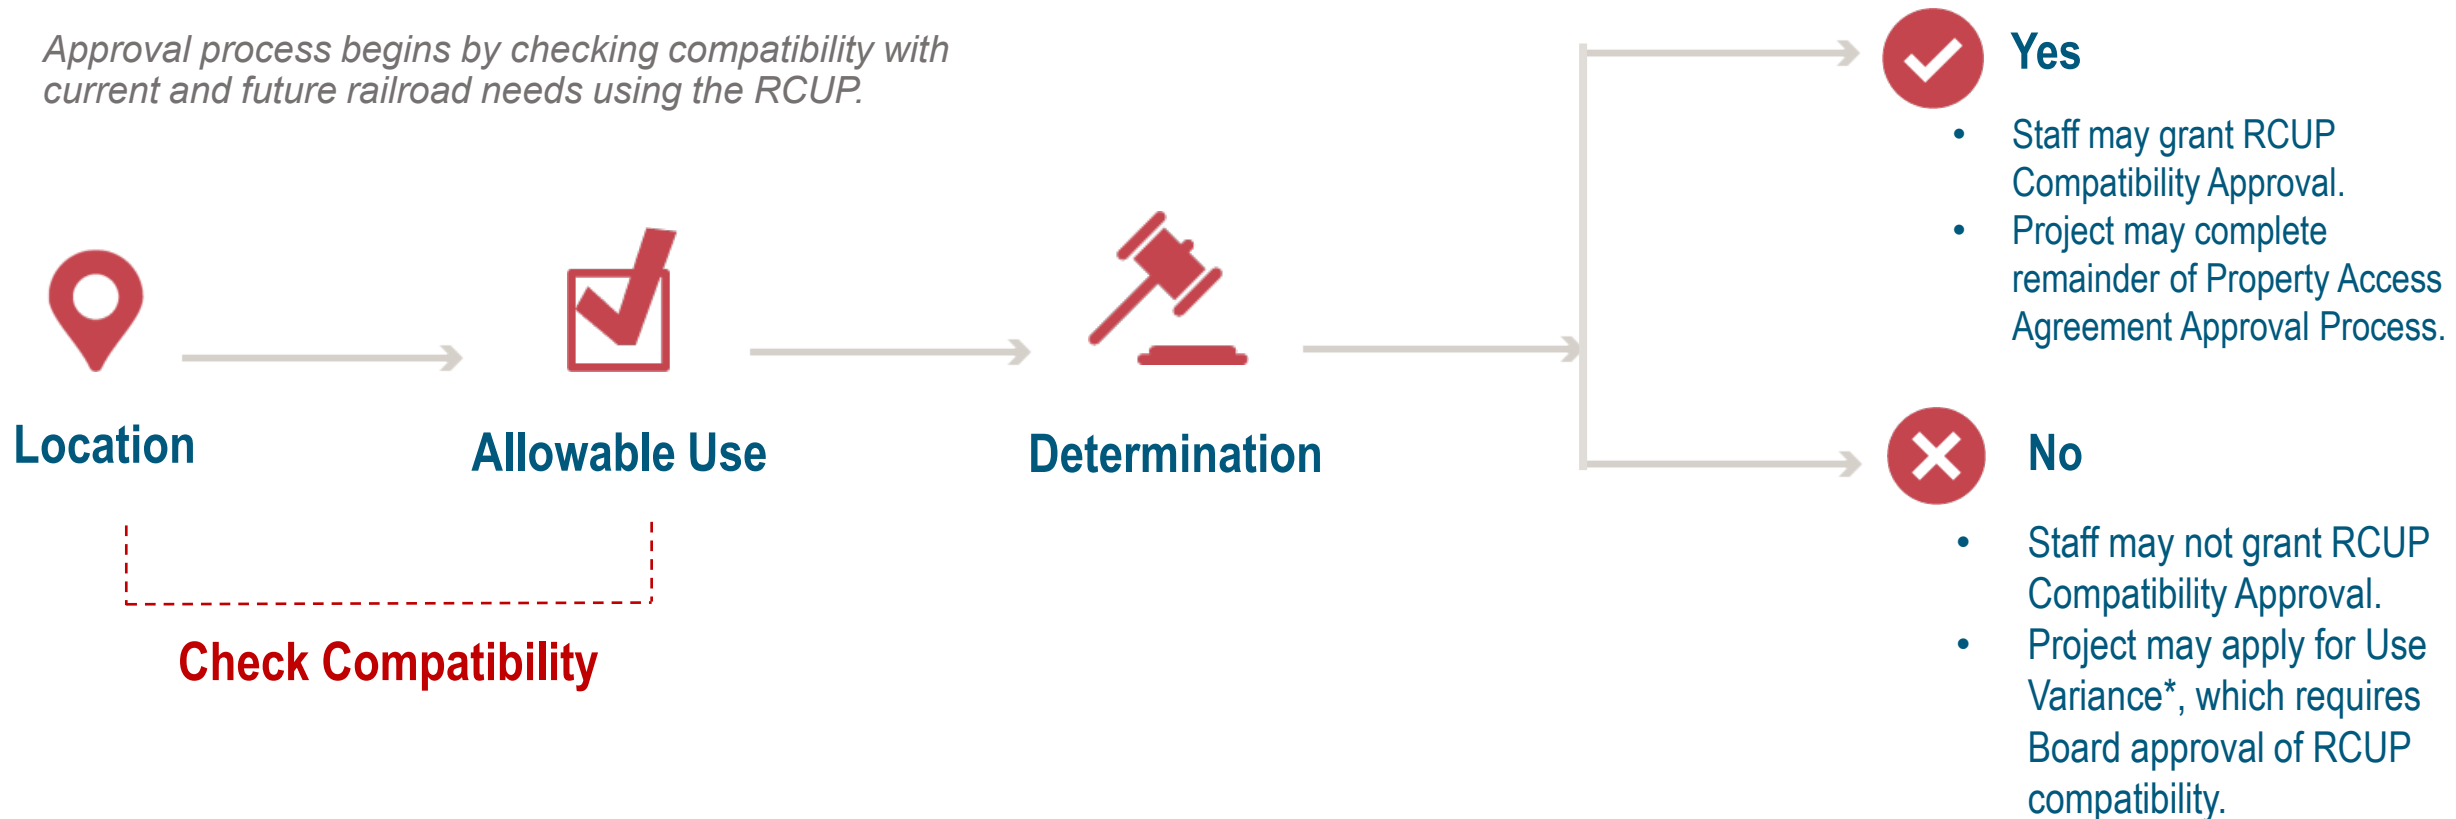 Approval process begins by checking compatibility with
current and future railroad needs using the RCUP.
Location
Allowable Use
Determination
Check Compatibility
Yes
• Staff may grant RCUP
Compatibility Approval.
• Project may complete
remainder of Property Access
Agreement Approval Process.
No
• Staff may not grant RCUP
Compatibility Approval.
• Project may apply for Use
Variance*, which requires
Board approval of RCUP
compatibility.